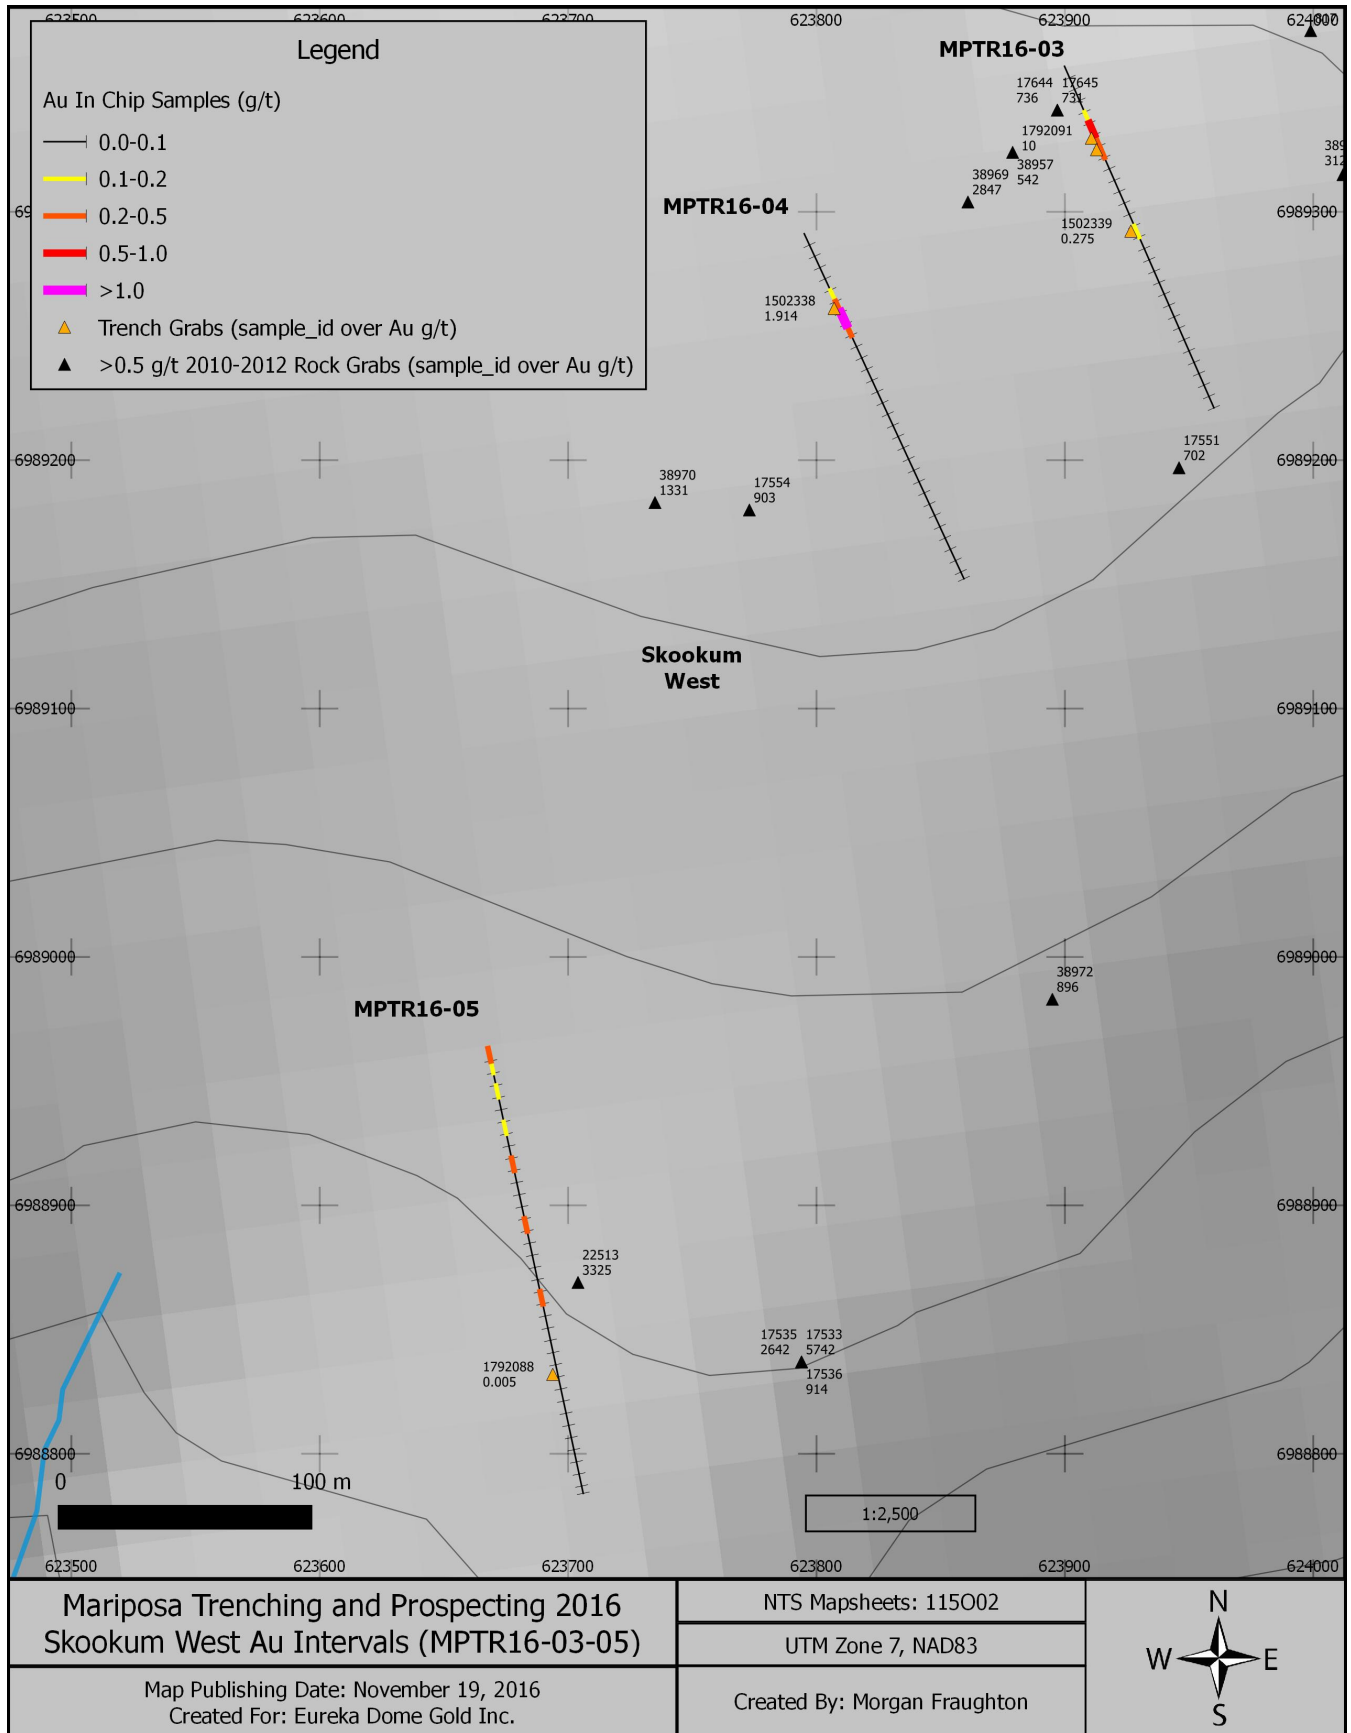 623500
623600
623700
623800
623900
624000
Legend
Au In Chip Samples (g/t)
0.0-0.1
0.1-0.2
0.2-0.5
0.5-1.0
>1.0
Trench Grabs (sample_id over Au g/t)
>0.5 g/t 2010-2012 Rock Grabs (sample_id over Au g/t)
MPTR16-03
17644 17645
736 731
1792091
10
38957
542
38969
2847
312
MPTR16-04
6989300
1502339
0.275
1502338
1.914
17551
702
6989200
6989200
38970
1331
17554
903
Skookum
West
6989100
6989100
6989000
6989000
38972
896
MPTR16-05
6988900
6988900
22513
3325
17535 17533
2642 5742
17536
914
1792088
0.005
6988800
6988800
0 100 m
1:2,500
623500
623600
623700
623800
623900
624000
Mariposa Trenching and Prospecting 2016
Skookum West Au Intervals (MPTR16-03-05)
Map Publishing Date: November 19, 2016
Created For: Eureka Dome Gold Inc.
NTS Mapsheets: 115O02
UTM Zone 7, NAD83
Created By: Morgan Fraughton
N
W E
S